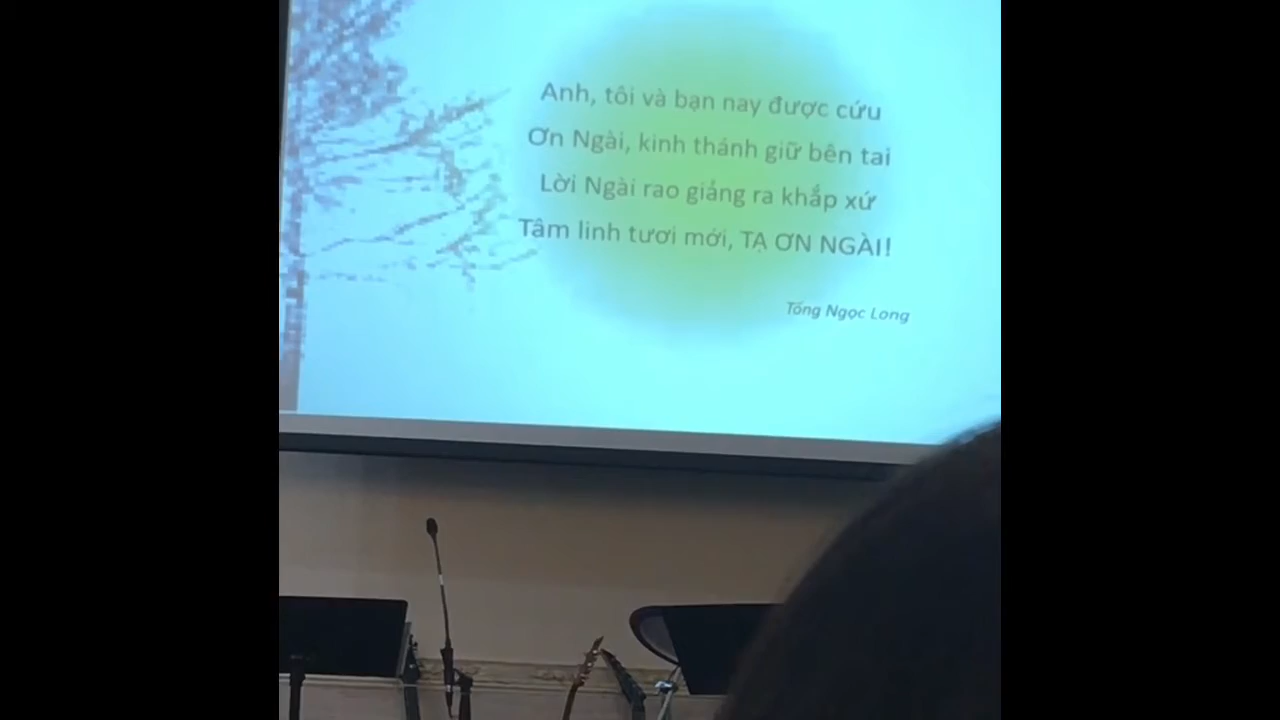 Anh, tôi và bạn nay được cứu
Ơn Ngài, kinh thánh giữ bên tai
Lời Ngài rao giảng ra khắp xứ
Tâm linh tươi mới, TẠ ƠN NGÀI!
Tống Ngọc Long